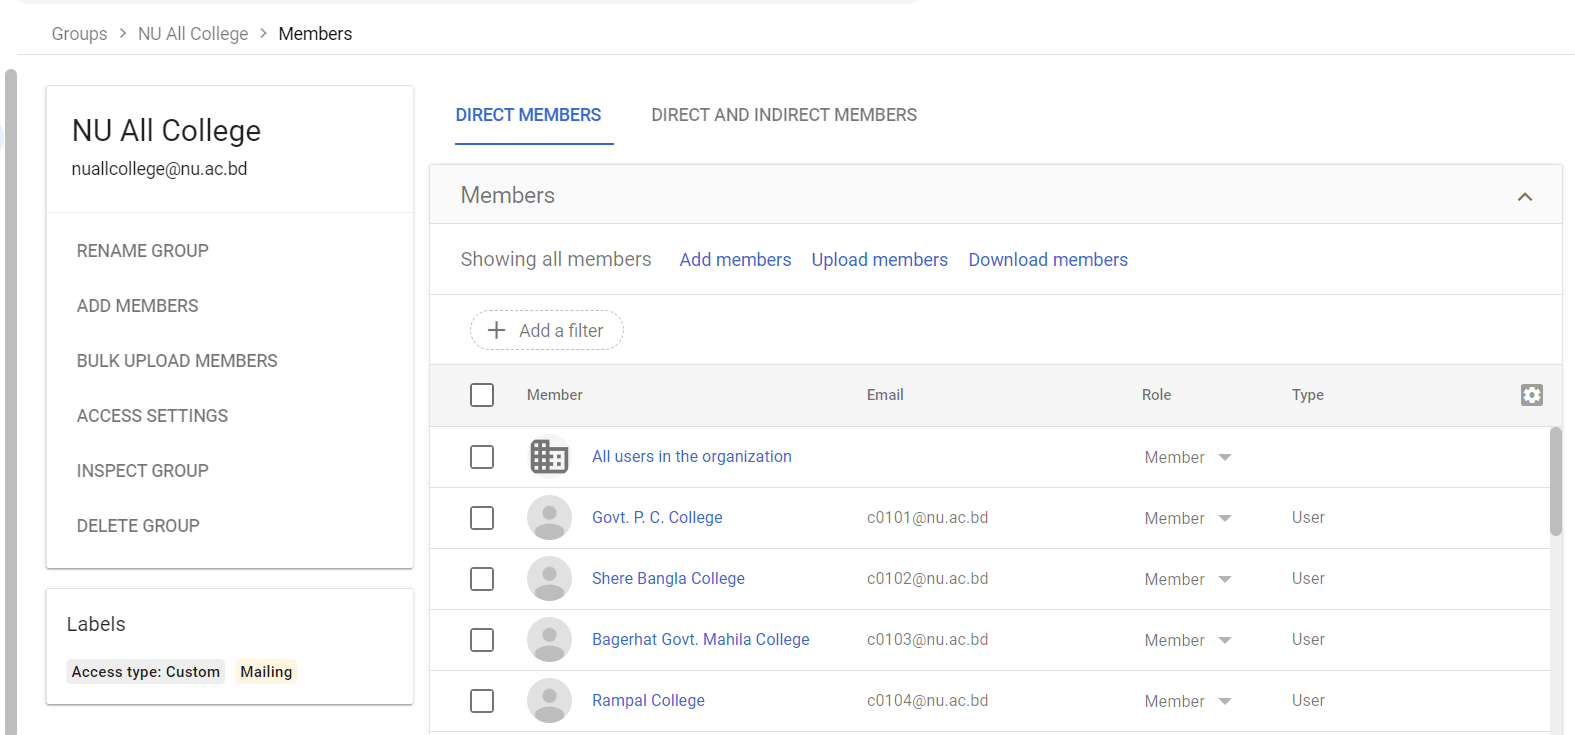 Groups > NU All College > Members
NU All College
nuallcollege@nu.ac.bd
RENAME GROUP
ADD MEMBERS
BULK UPLOAD MEMBERS
ACCESS SETTINGS
INSPECT GROUP
DELETE GROUP
Labels
Access type: Custom Mailing
DIRECT MEMBERS DIRECT AND INDIRECT MEMBERS
Members
Showing all members Add members Upload members Download members
+ Add a filter
Member Email Role Type
All users in the organization Member
Govt. P. C. College c0101@nu.ac.bd Member User
Shere Bangla College c0102@nu.ac.bd Member User
Bagerhat Govt. Mahila College c0103@nu.ac.bd Member User
Rampal College c0104@nu.ac.bd Member User